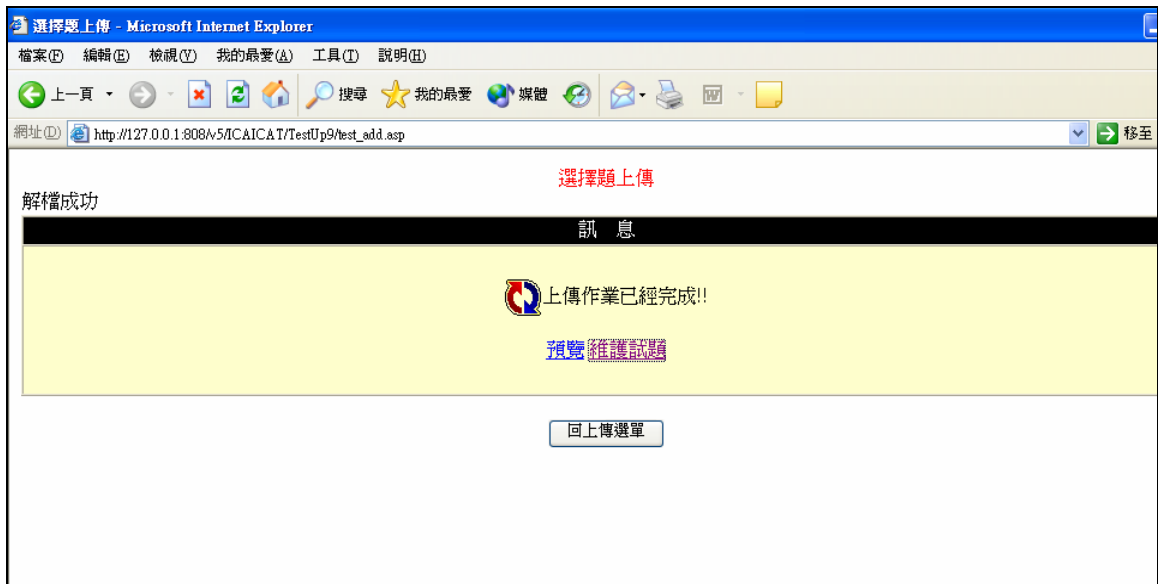 選擇題上傳 - Microsoft Internet Explorer
檔案(F) 編輯(E) 檢視(V) 我的最愛(A) 工具(T) 說明(H)
上一頁 搜尋 我的最愛 媒體
網址(D) http://127.0.0.1:808/v5/ICAICAT/TestUp9/test_add.asp 移至
選擇題上傳
解檔成功
訊 息
上傳作業已經完成!!
預覽 維護試題
回上傳選單